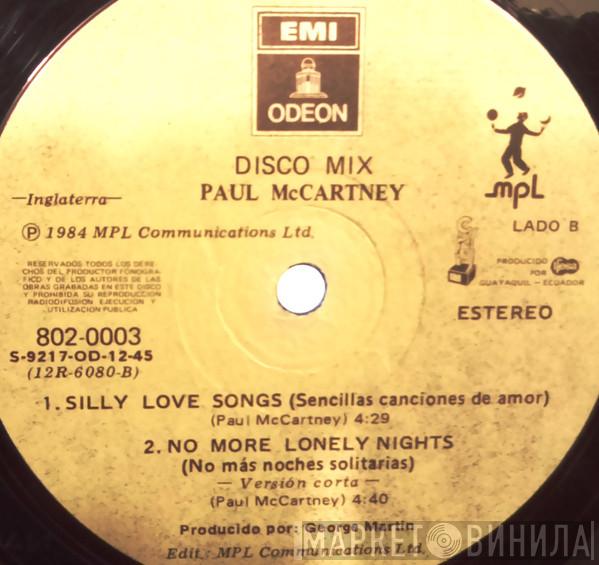 EMI
ODEON
DISCO MIX
PAUL McCARTNEY
—Inglaterra—
Ⓟ 1984 MPL Communications Ltd.
mpL
LADO B
RESERVADOS TODOS LOS DERE-
CHOS DEL PRODUCTOR FONOGRA-
FICO Y DE LOS AUTORES DE LAS
OBRAS GRABADAS EN ESTE DISCO
Y PROHIBIDA SU REPRODUCCION
RADIODIFUSION EJECUCION Y
UTILIZACION PUBLICA
PRODUCIDO
POR
GUAYAQUIL - ECUADOR
ESTEREO
802-0003
S-9217-OD-12-45
(12R-6080-B)
1. SILLY LOVE SONGS (Sencillas canciones de amor)
(Paul McCartney) 4:29
2. NO MORE LONELY NIGHTS
(No más noches solitarias)
— Versión corta —
(Paul McCartney) 4:40
Producido por: George Martin
Edit.: MPL Communications Ltd.
МАРКЕТ ВИНИЛА